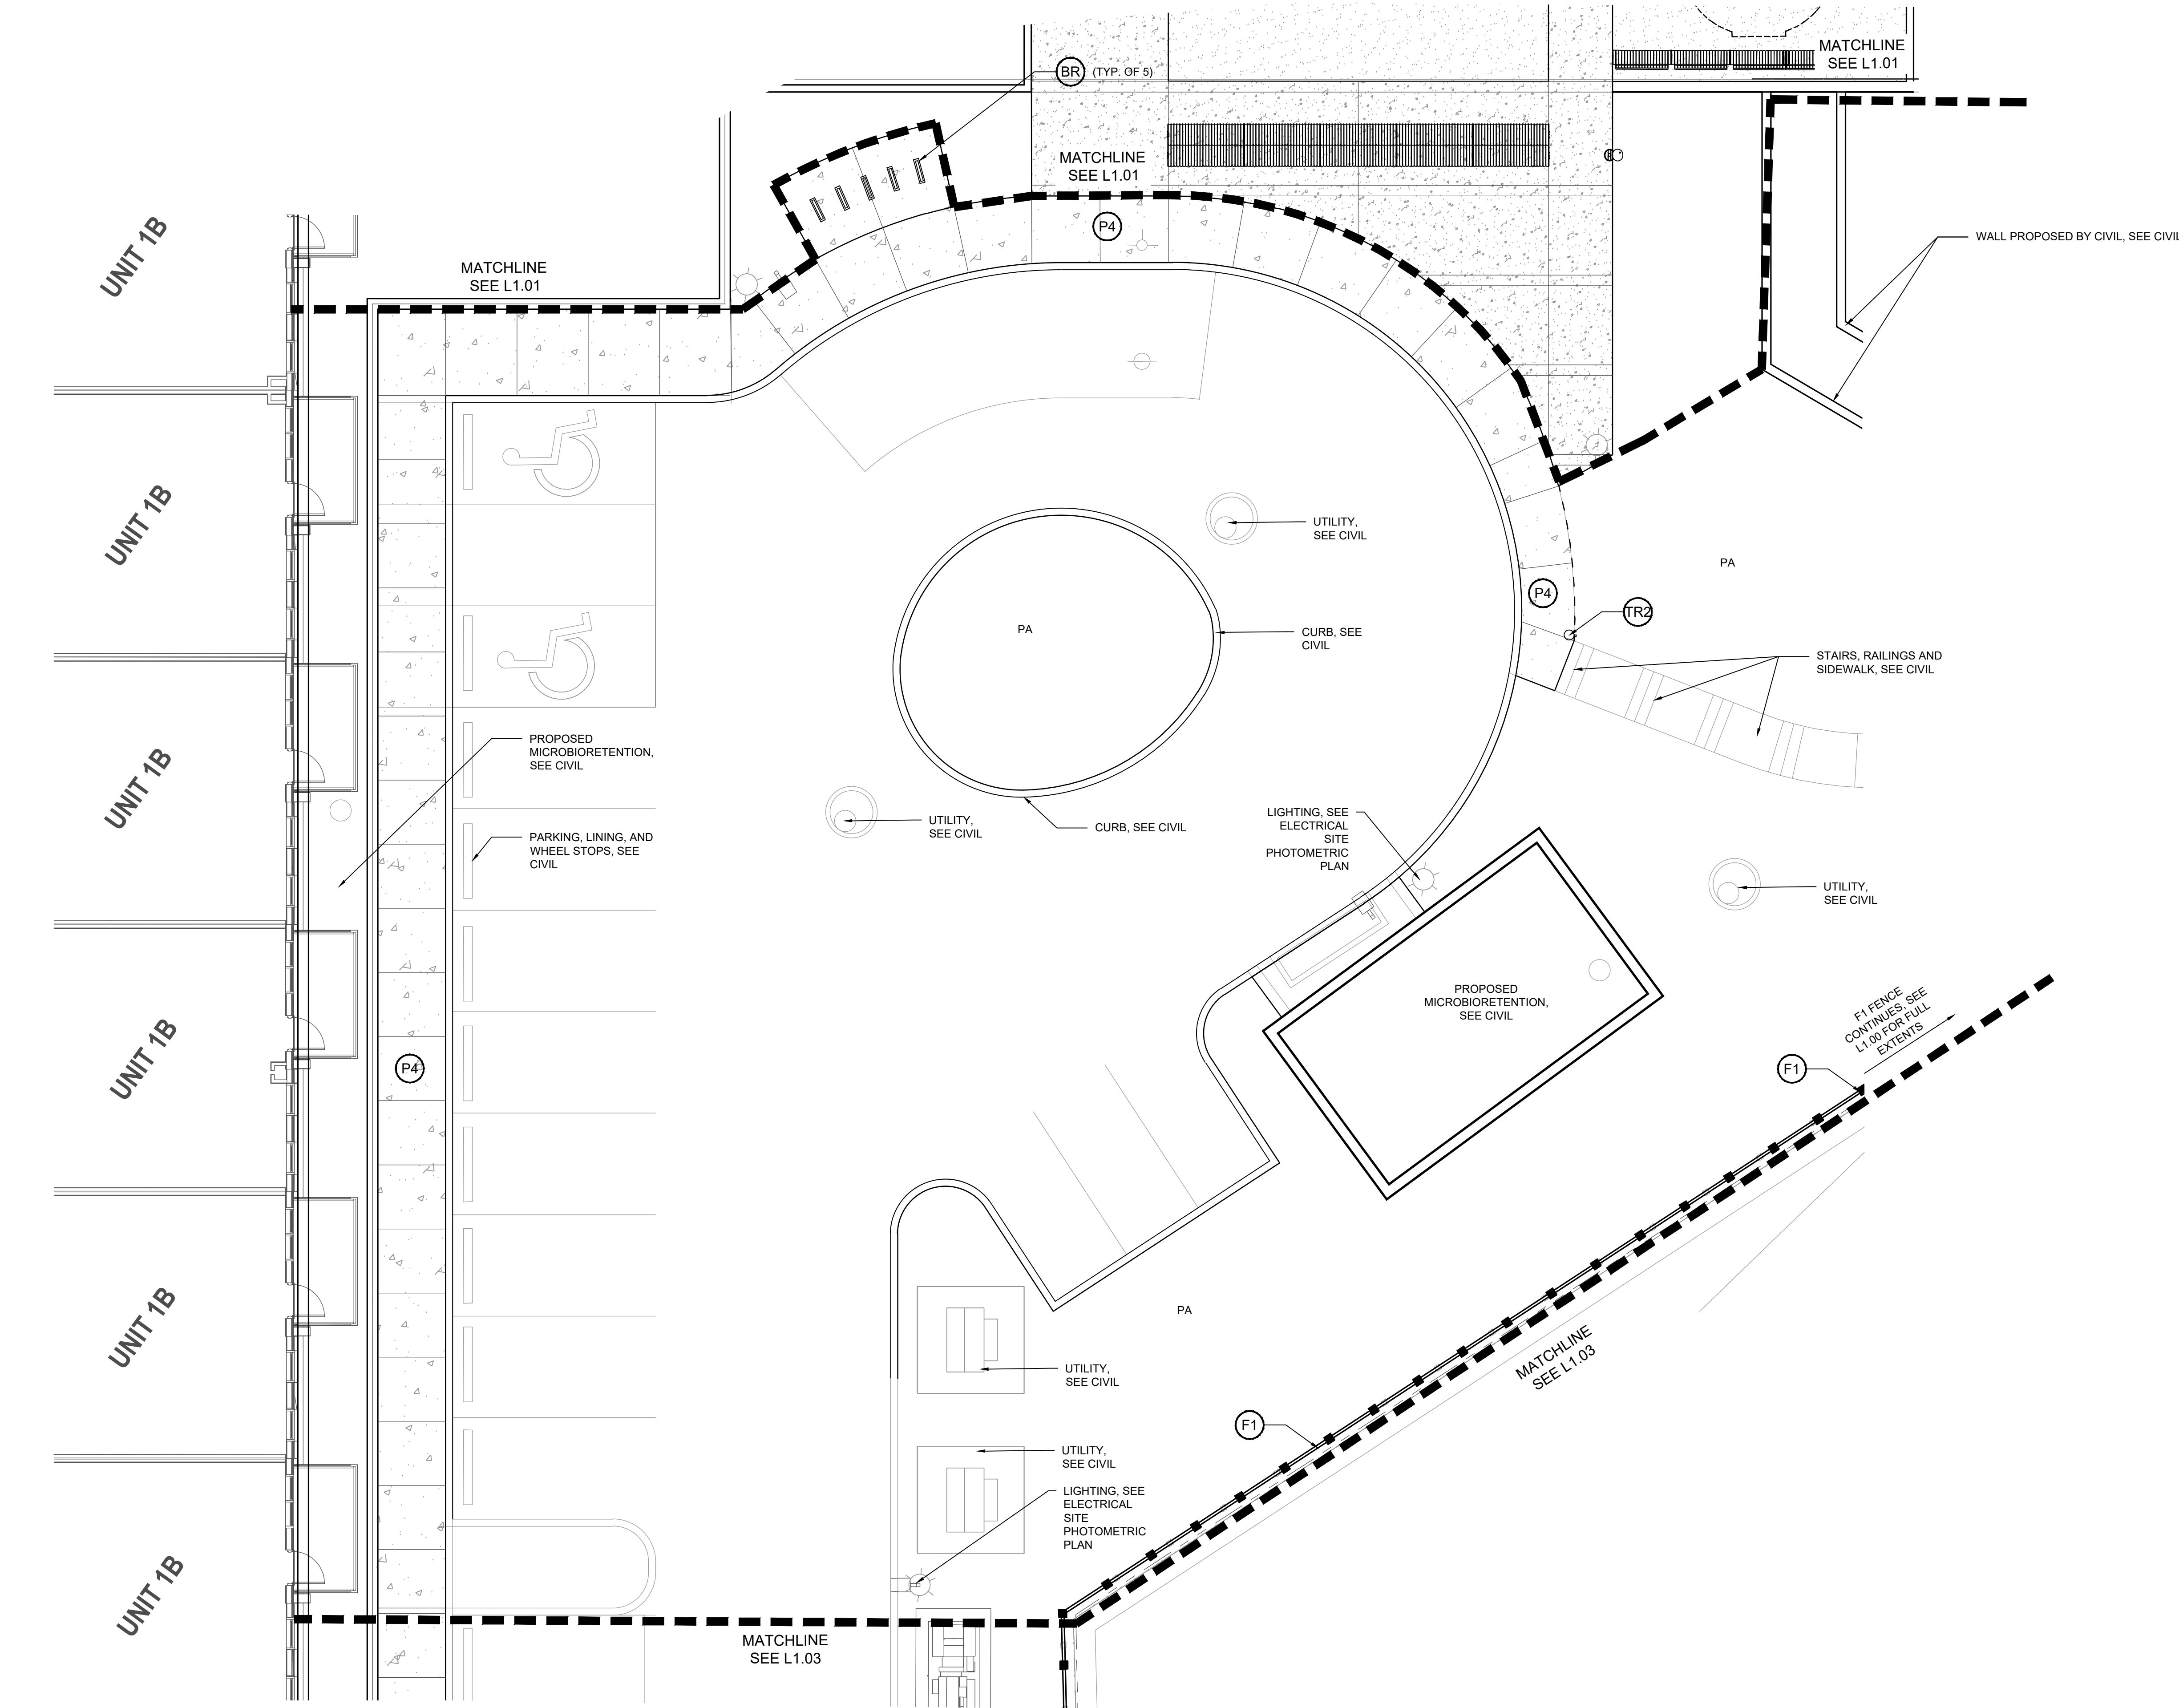 MATCHLINE
SEE L1.01
BR
(TYP. OF 5)
MATCHLINE
SEE L1.01
P4
WALL PROPOSED BY CIVIL, SEE CIVIL
UNIT 1B
MATCHLINE
SEE L1.01
UNIT 1B
UTILITY,
SEE CIVIL
PA
P4
TR2
PA
CURB, SEE
CIVIL
STAIRS, RAILINGS AND
SIDEWALK, SEE CIVIL
PROPOSED
MICROBIORETENTION,
SEE CIVIL
UNIT 1B
PARKING, LINING, AND
WHEEL STOPS, SEE
CIVIL
UTILITY,
SEE CIVIL
CURB, SEE CIVIL
LIGHTING, SEE
ELECTRICAL
SITE
PHOTOMETRIC
PLAN
UTILITY,
SEE CIVIL
PROPOSED
MICROBIORETENTION,
SEE CIVIL
F1 FENCE
CONTINUES, SEE
L1.00 FOR FULL
EXTENTS
UNIT 1B
P4
F1
PA
UNIT 1B
MATCHLINE
SEE L1.03
UTILITY,
SEE CIVIL
F1
UTILITY,
SEE CIVIL
LIGHTING, SEE
ELECTRICAL
SITE
PHOTOMETRIC
PLAN
UNIT 1B
MATCHLINE
SEE L1.03